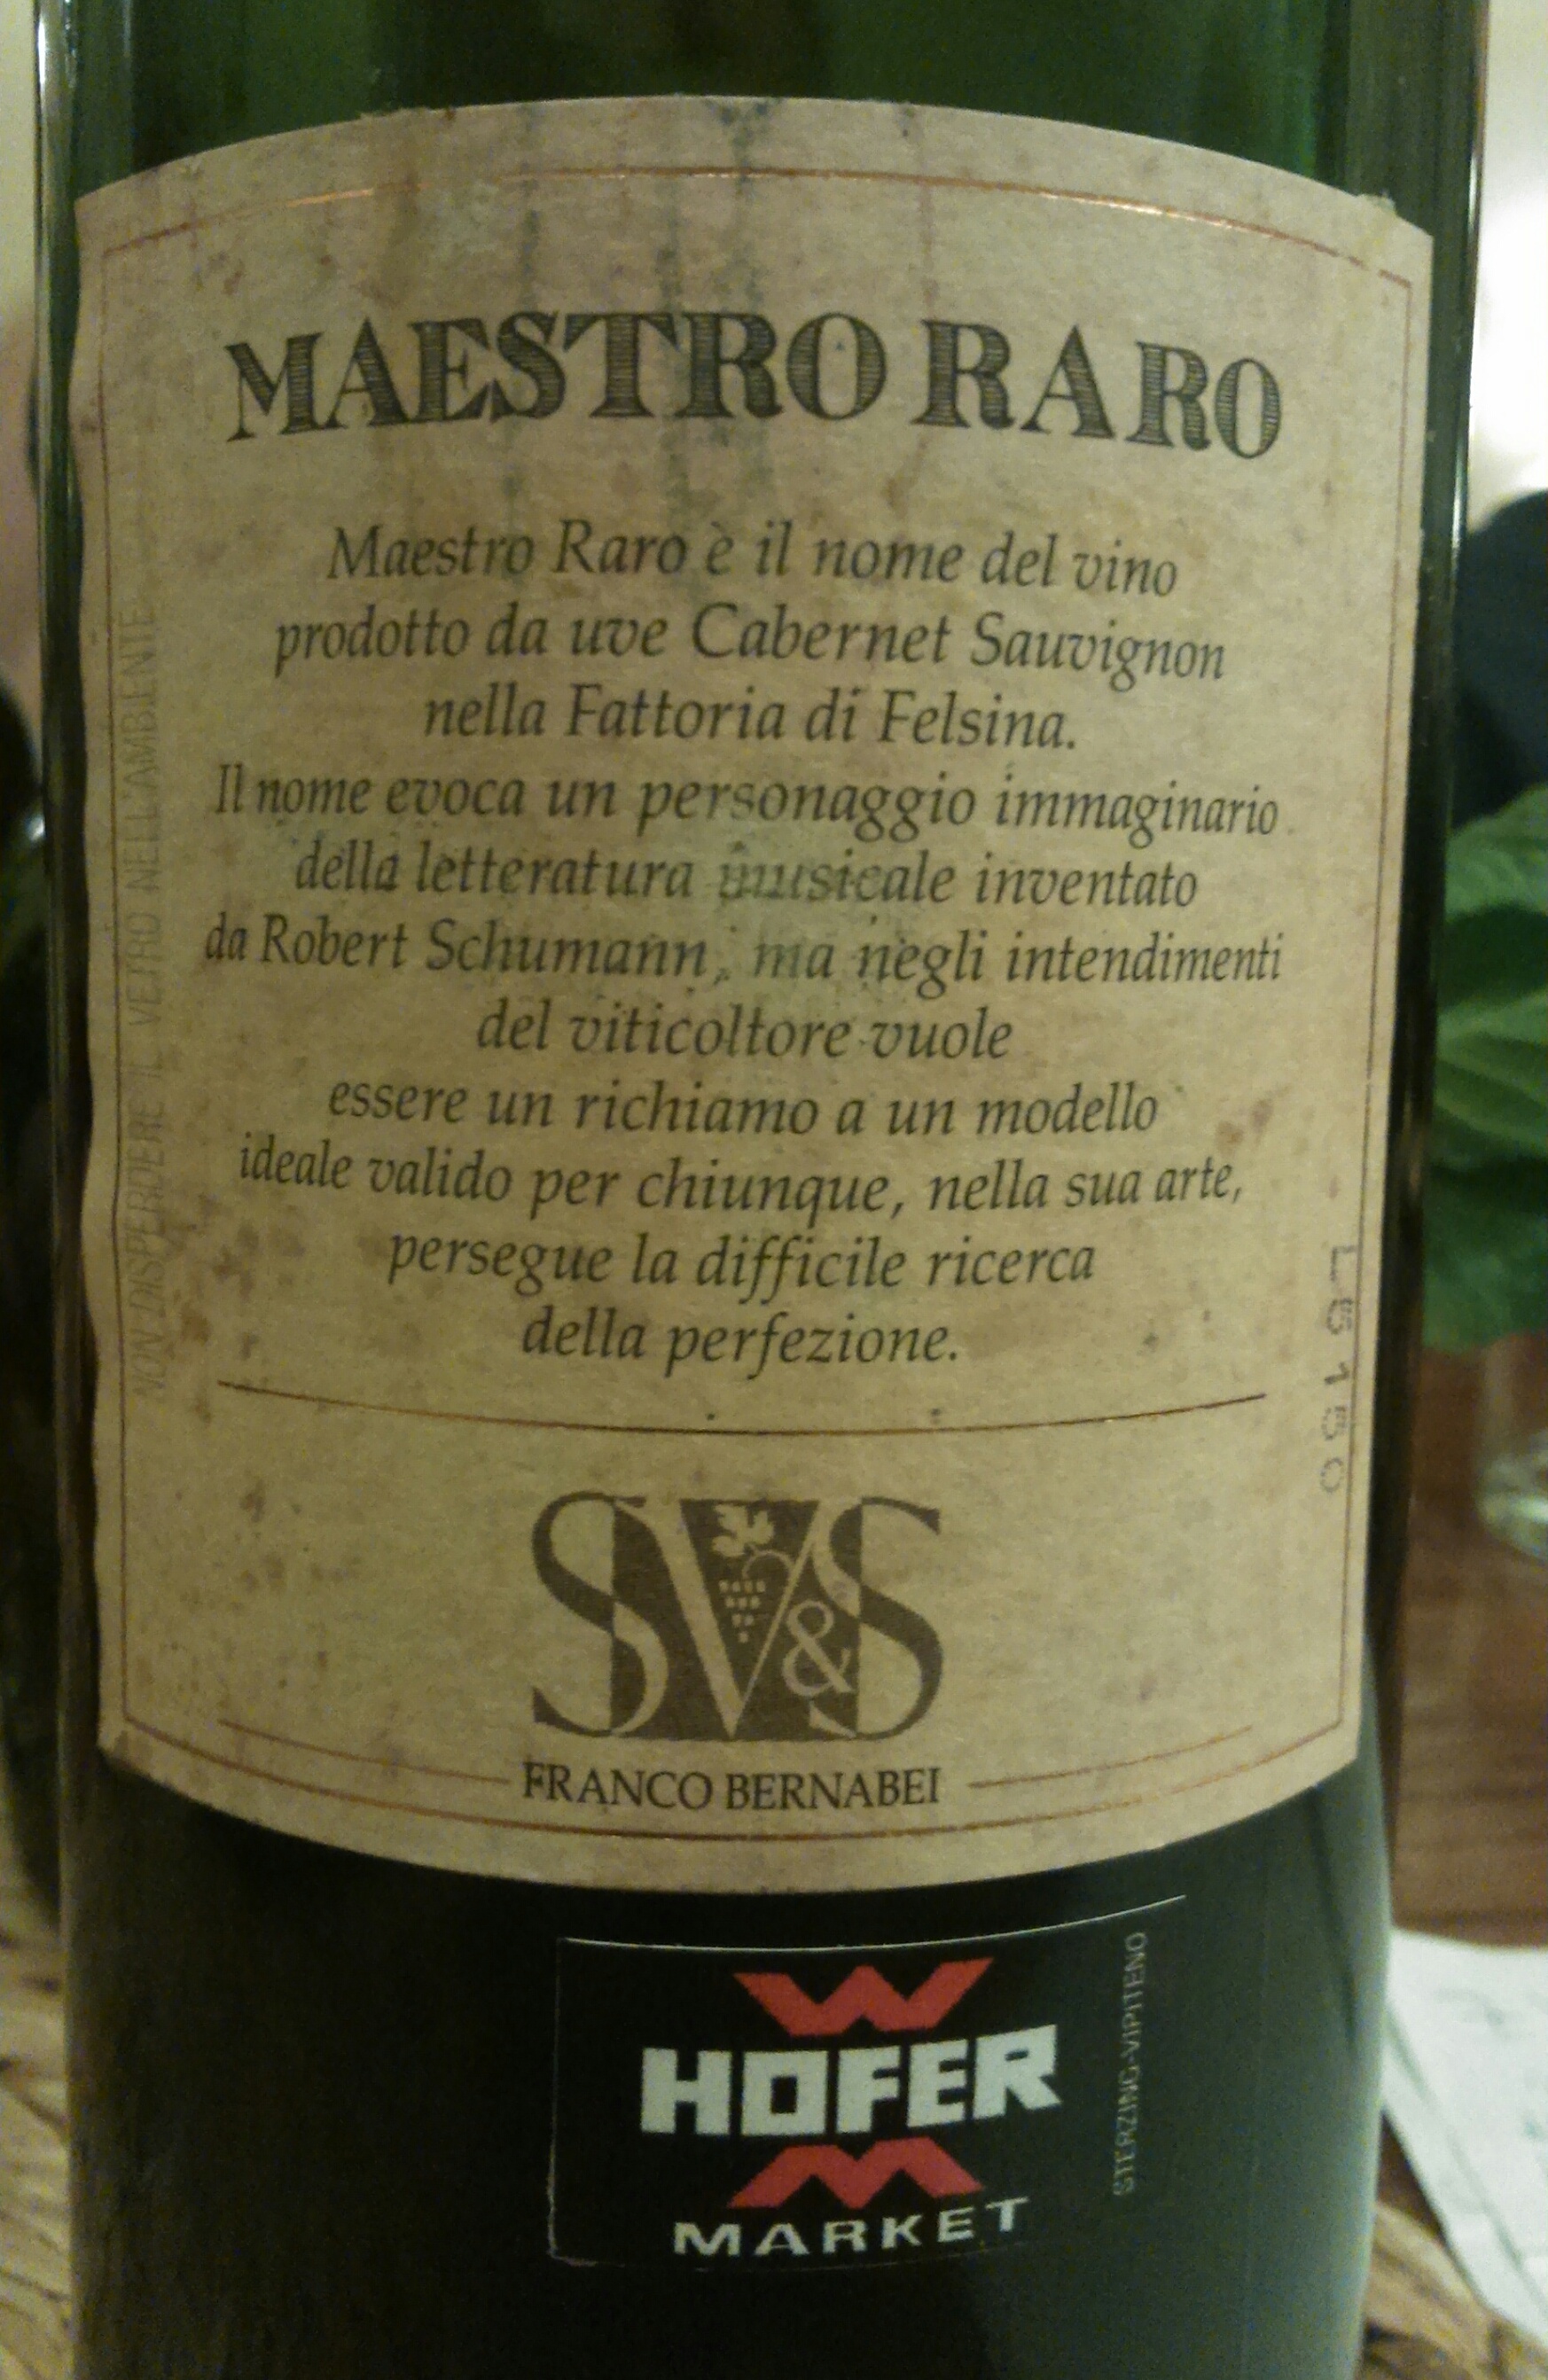 MAESTRO RARO
Maestro Raro è il nome del vino
prodotto da uve Cabernet Sauvignon
nella Fattoria di Felsina.
Il nome evoca un personaggio immaginario
della letteratura musicale inventato
da Robert Schumann, ma negli intendimenti
del viticoltore vuole
essere un richiamo a un modello
ideale valido per chiunque, nella sua arte,
persegue la difficile ricerca
della perfezione.
NON DISPERDERE IL VETRO NELL'AMBIENTE
SV&S
FRANCO BERNABEI
HOFER
MARKET
STERZING-VIPITENO